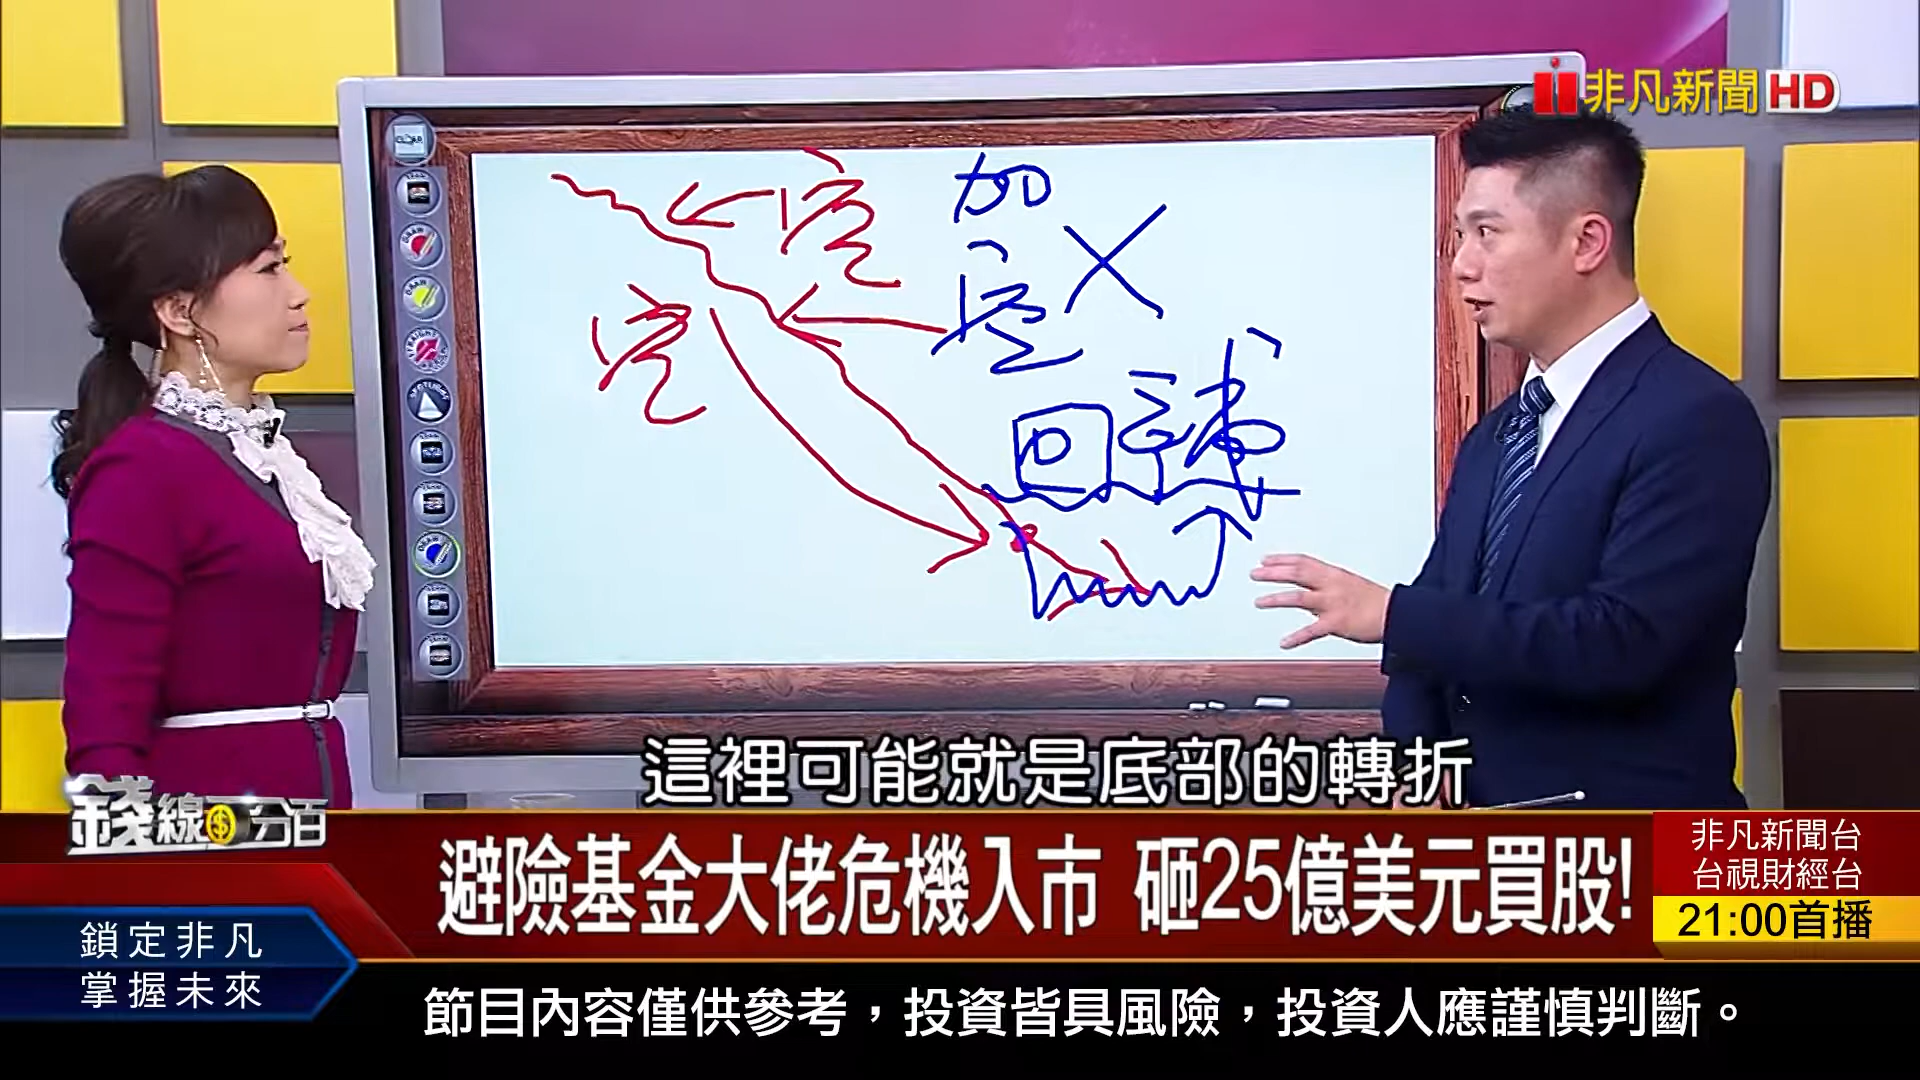 非凡新聞HD
空
加
空
空
回補
這裡可能就是底部的轉折
錢線百分百
避險基金大佬危機入市 砸25億美元買股!
非凡新聞台
台視財經台
21:00首播
鎖定非凡
掌握未來
節目內容僅供參考，投資皆具風險，投資人應謹慎判斷。